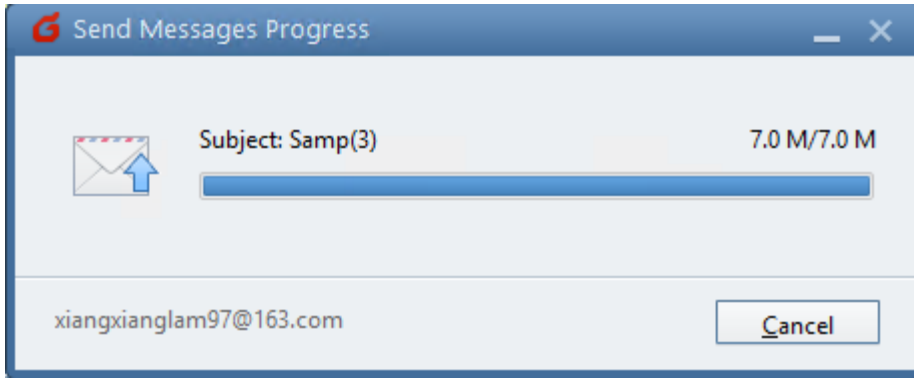 Send Messages Progress
Subject: Samp(3) 7.0 M/7.0 M
xiangxianglam97@163.com
Cancel